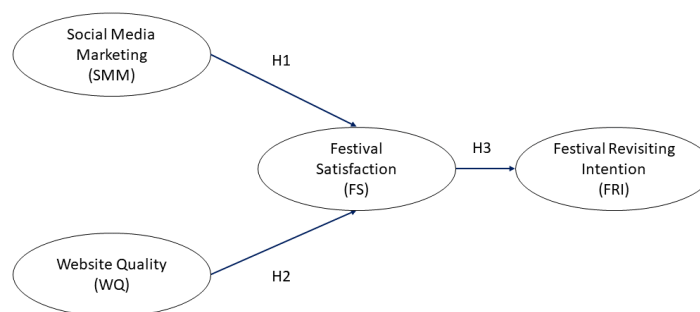 Social Media
Marketing
(SMM)
H1
Festival
Satisfaction
(FS)
H3
Festival Revisiting
Intention
(FRI)
Website Quality
(WQ)
H2